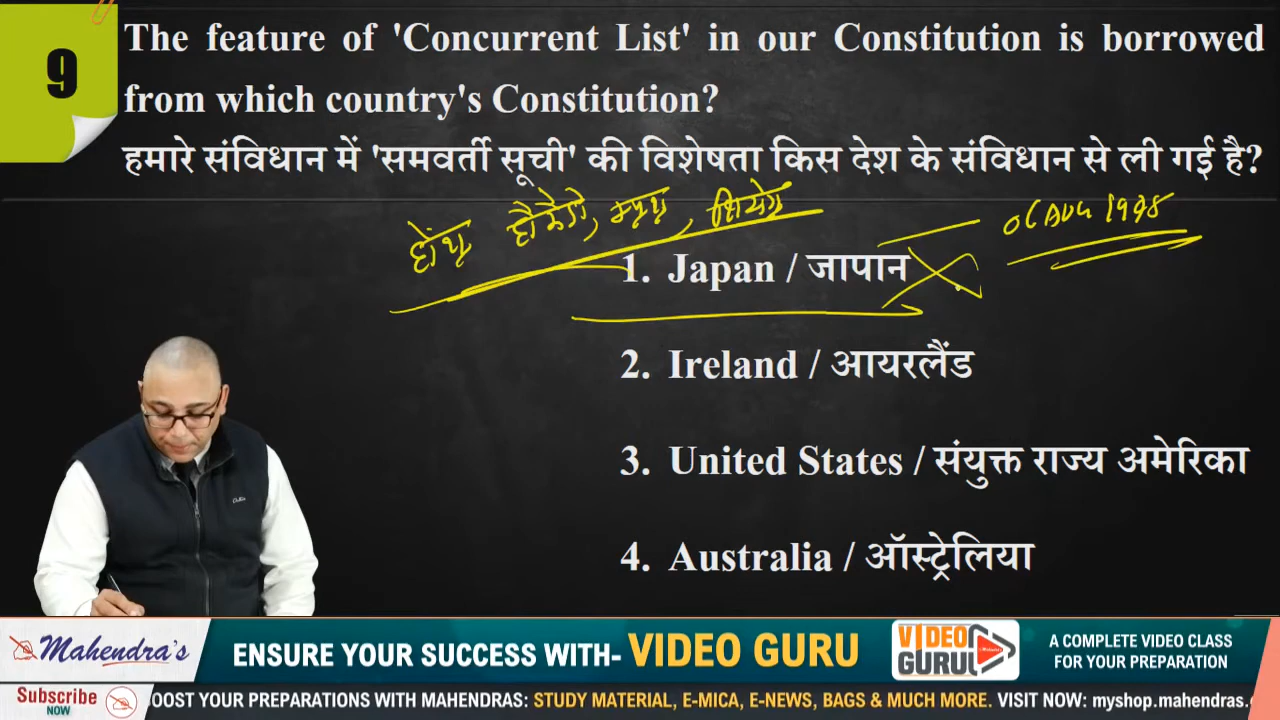 9
The feature of 'Concurrent List' in our Constitution is borrowed
from which country's Constitution?
हमारे संविधान में 'समवर्ती सूची' की विशेषता किस देश के संविधान से ली गई है?
1. Japan / जापान
2. Ireland / आयरलैंड
3. United States / संयुक्त राज्य अमेरिका
4. Australia / ऑस्ट्रेलिया
Mahendra's
ENSURE YOUR SUCCESS WITH- VIDEO GURU
VIDEO
GURU
A COMPLETE VIDEO CLASS
FOR YOUR PREPARATION
Subscribe
NOW
OOST YOUR PREPARATIONS WITH MAHENDRAS: STUDY MATERIAL, E-MICA, E-NEWS, BAGS & MUCH MORE. VISIT NOW: myshop.mahendras.